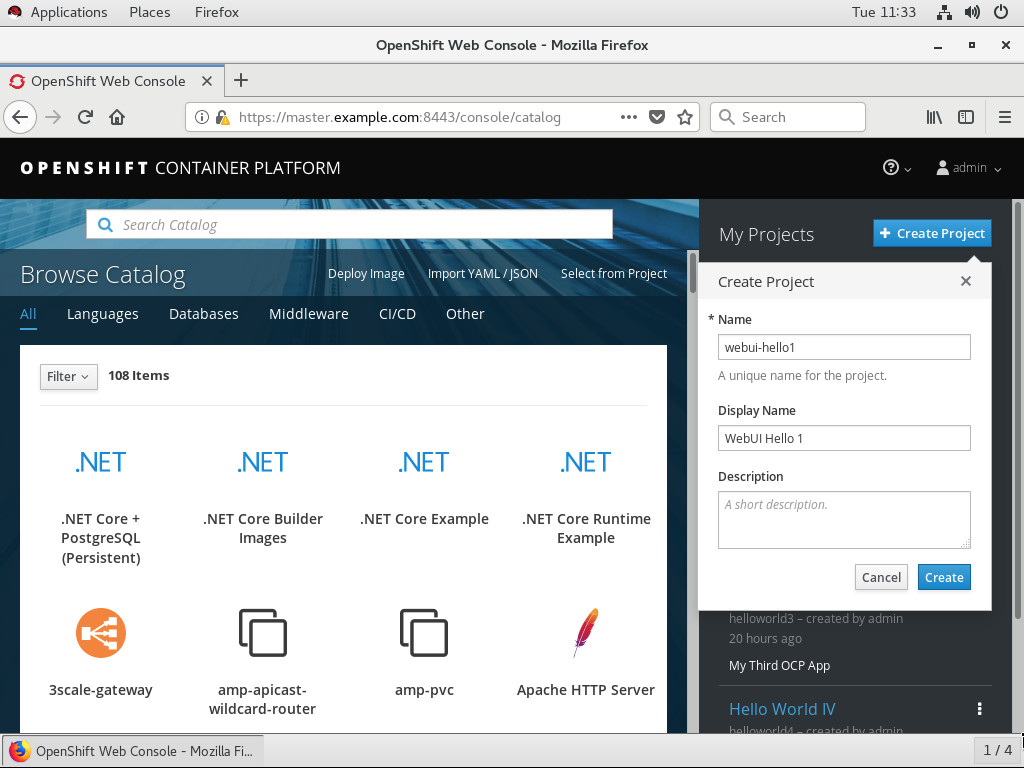 Applications Places Firefox Tue 11:33
OpenShift Web Console - Mozilla Firefox
OpenShift Web Console
https://master.example.com:8443/console/catalog
Search
OPENSHIFT CONTAINER PLATFORM
admin
Search Catalog
My Projects
Create Project
Browse Catalog
Deploy Image
Import YAML / JSON
Select from Project
All
Languages
Databases
Middleware
CI/CD
Other
Filter
108 Items
.NET
.NET Core +
PostgreSQL
(Persistent)
.NET
.NET Core Builder
Images
.NET
.NET Core Example
.NET
.NET Core Runtime
Example
3scale-gateway
amp-apicast-
wildcard-router
amp-pvc
Apache HTTP Server
Create Project
* Name
webui-hello1
A unique name for the project.
Display Name
WebUI Hello 1
Description
A short description.
Cancel
Create
helloworld3 – created by admin
20 hours ago
My Third OCP App
Hello World IV
helloworld4 – created by admin
OpenShift Web Console - Mozilla Fi...
1 / 4